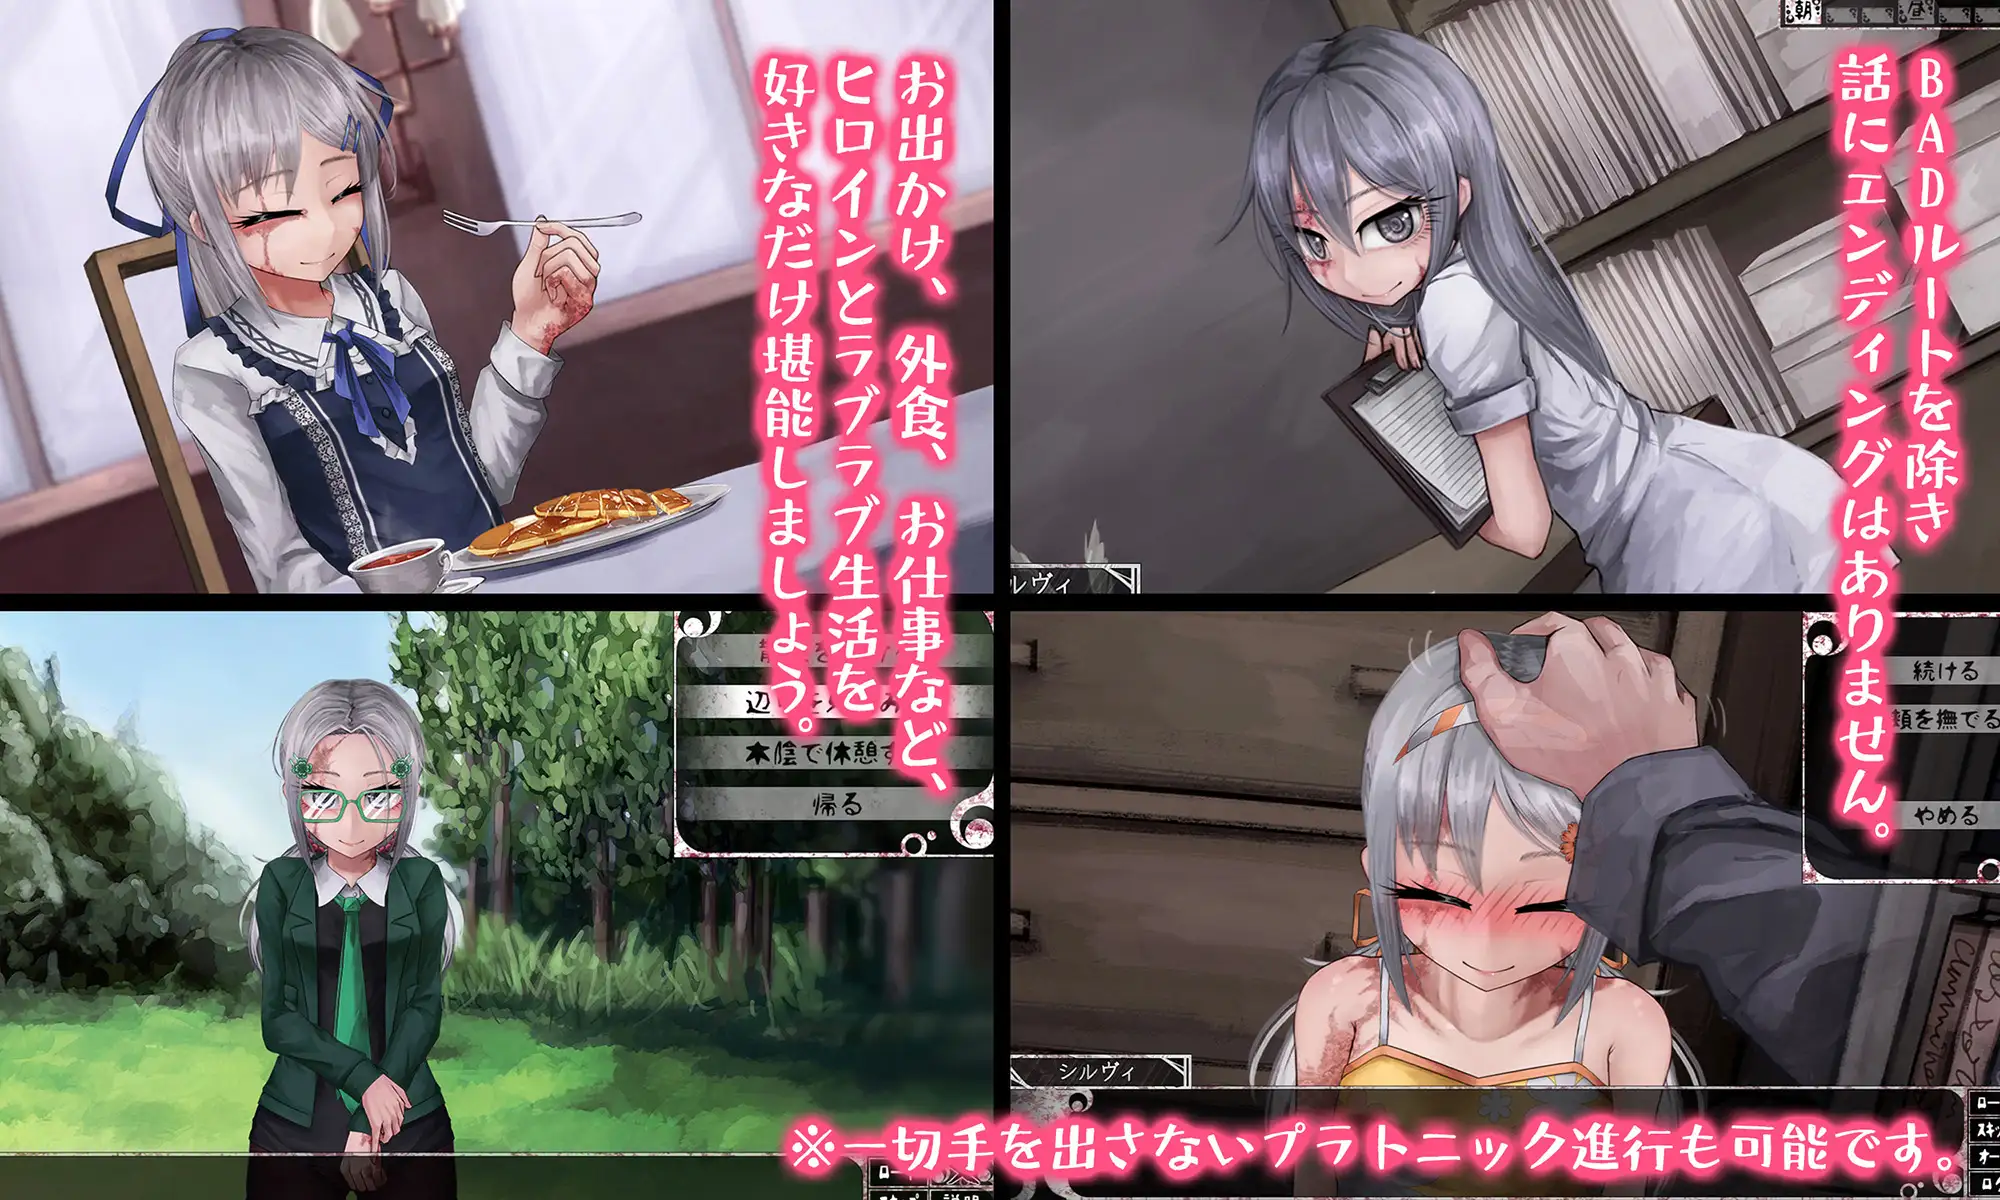 お出かけ、外食、お仕事など、
ヒロインとラブラブ生活を
好きなだけ堪能しましょう。
BADルートを除き
話にエンディングはありません。
朝
昼
ルヴィ
木陰で休憩す
帰る
続ける
頬を撫でる
やめる
シルヴィ
※一切手を出さないプラトニック進行も可能です。